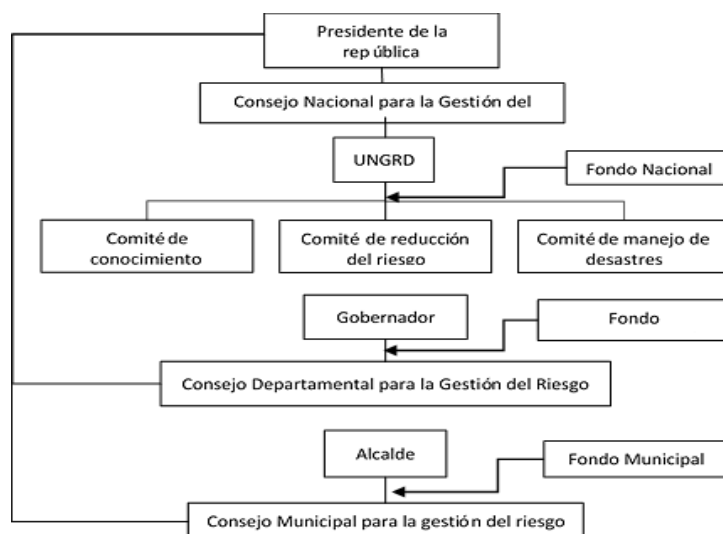 Presidente de la
rep ública
Consejo Nacional para la Gestión del
UNGRD
Fondo Nacional
Comité de
conocimiento
Comité de reducción
del riesgo
Comité de manejo de
desastres
Gobernador
Fondo
Consejo Departamental para la Gestión del Riesgo
Alcalde
Fondo Municipal
Consejo Municipal para la gestión del riesgo